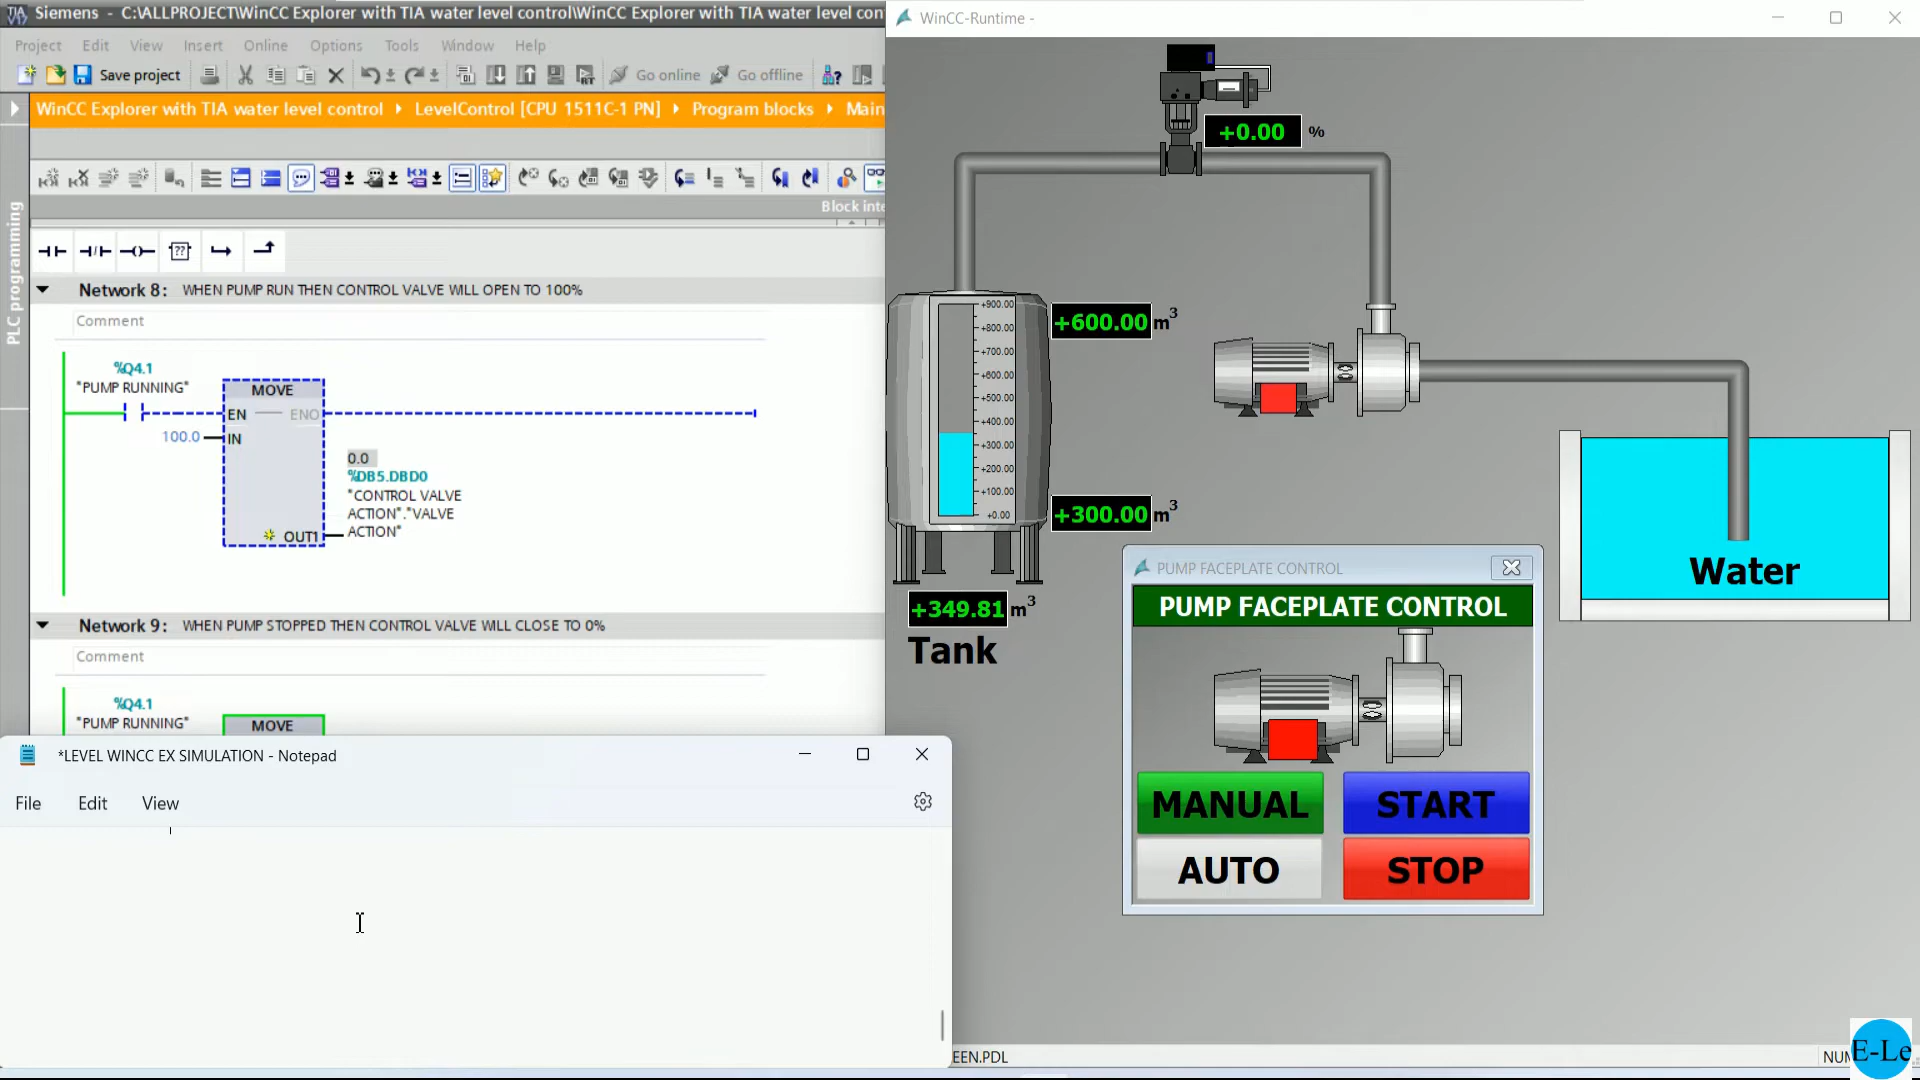 Siemens - C:\ALLPROJECT\WinCC Explorer with TIA water level control\WinCC Explorer with TIA water level con
Project Edit View Insert Online Options Tools Window Help
Save project Go online Go offline
WinCC Explorer with TIA water level control LevelControl [CPU 1511C-1 PN] Program blocks Main
Block inte
PLC programming
Network 8: WHEN PUMP RUN THEN CONTROL VALVE WILL OPEN TO 100%
Comment
%Q4.1
"PUMP RUNNING"
MOVE
EN ENO
100.0 IN
0.0
%DB5.DBD0
"CONTROL VALVE
ACTION"."VALVE
ACTION"
OUT1
Network 9: WHEN PUMP STOPPED THEN CONTROL VALVE WILL CLOSE TO 0%
Comment
%Q4.1
"PUMP RUNNING"
MOVE
*LEVEL WINCC EX SIMULATION - Notepad
File Edit View
WinCC-Runtime -
+0.00 %
+900.00
+800.00
+700.00
+600.00
+500.00
+400.00
+300.00
+200.00
+100.00
+0.00
+600.00 m3
+300.00 m3
+349.81 m3
Tank
Water
PUMP FACEPLATE CONTROL
PUMP FACEPLATE CONTROL
MANUAL START
AUTO STOP
EEN.PDL
NUM
E-Le